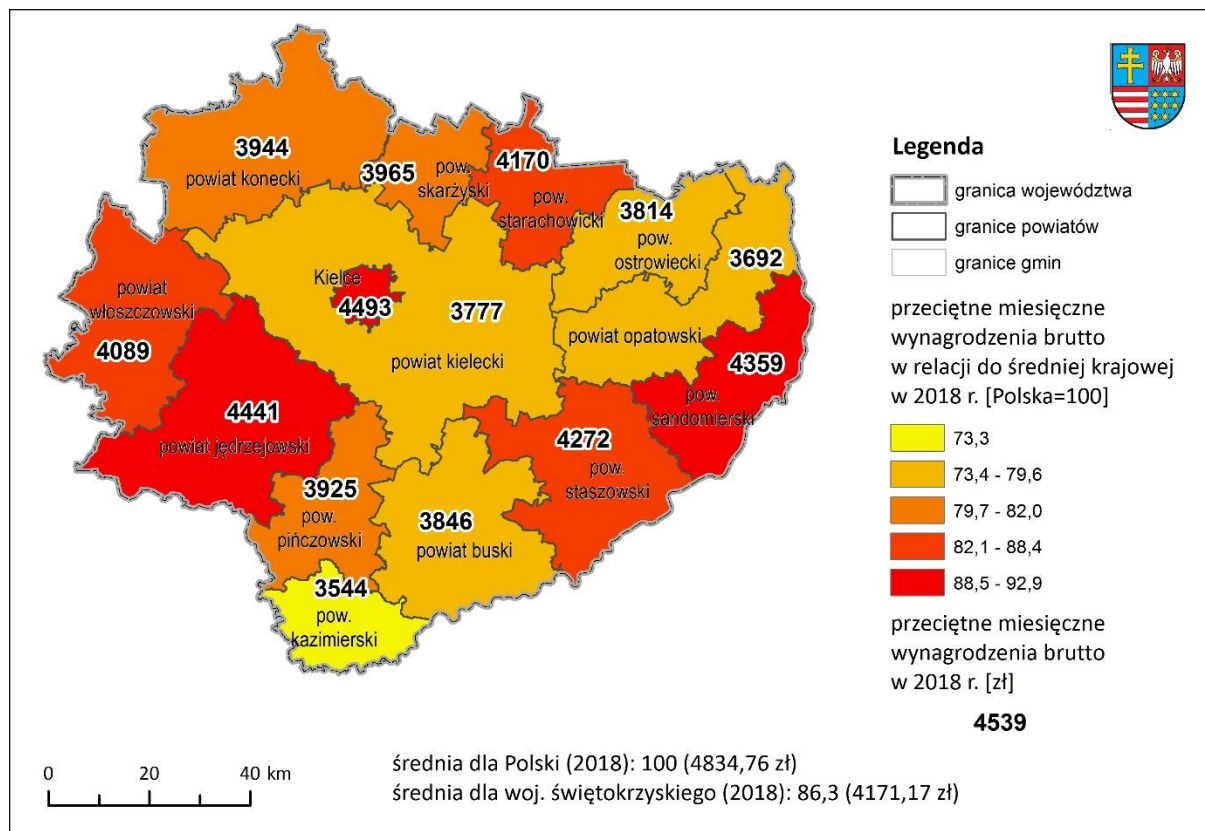 3944
powiat konecki
3965
pow.
skarżyski
4170
pow.
starachowicki
3814
pow.
ostrowiecki
3692
powiat opatowski
powiat
włoszczowski
4089
Kielce
4493
3777
powiat kielecki
4359
pow.
sandomierski
4441
powiat jędrzejowski
4272
pow.
staszowski
3925
pow.
pińczowski
3846
powiat buski
3544
pow.
kazimierski
Legenda
granica województwa
granice powiatów
granice gmin
przeciętne miesięczne
wynagrodzenia brutto
w relacji do średniej krajowej
w 2018 r. [Polska=100]
73,3
73,4 - 79,6
79,7 - 82,0
82,1 - 88,4
88,5 - 92,9
przeciętne miesięczne
wynagrodzenia brutto
w 2018 r. [zł]
4539
0 20 40 km
średnia dla Polski (2018): 100 (4834,76 zł)
średnia dla woj. świętokrzyskiego (2018): 86,3 (4171,17 zł)